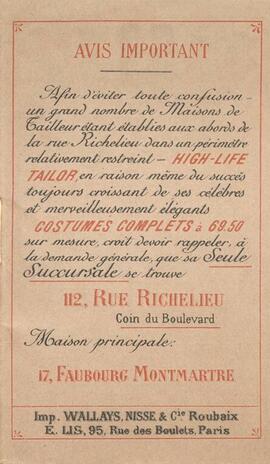 AVIS IMPORTANT
Afin d'éviter toute confusion —
un grand nombre de Maisons de
Tailleur étant établies aux abords de
la rue Richelieu dans un périmètre
relativement restreint — HIGH-LIFE
TAILOR, en raison même du succés
toujours croissant de ses célèbres
et merveilleusement élégants
COSTUMES COMPLETS à 69.50
sur mesure, croit devoir rappeler, à
la demande générale, que sa Seule
Succursale se trouve
112, RUE RICHELIEU
Coin du Boulevard
Maison principale:
17, FAUBOURG MONTMARTRE
Imp. WALLAYS, NISSE & Cie Roubaix
E. LIS, 95, Rue des Boulets, Paris